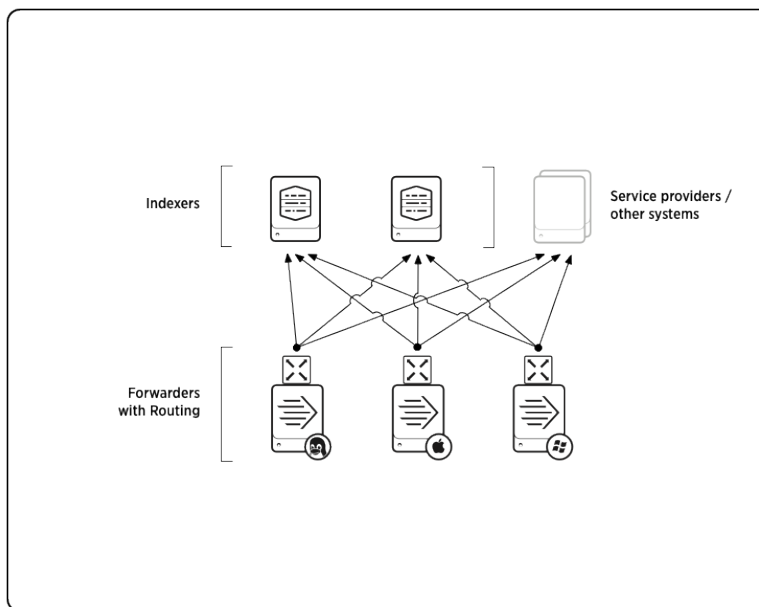 Indexers
Service providers /
other systems
Forwarders
with Routing